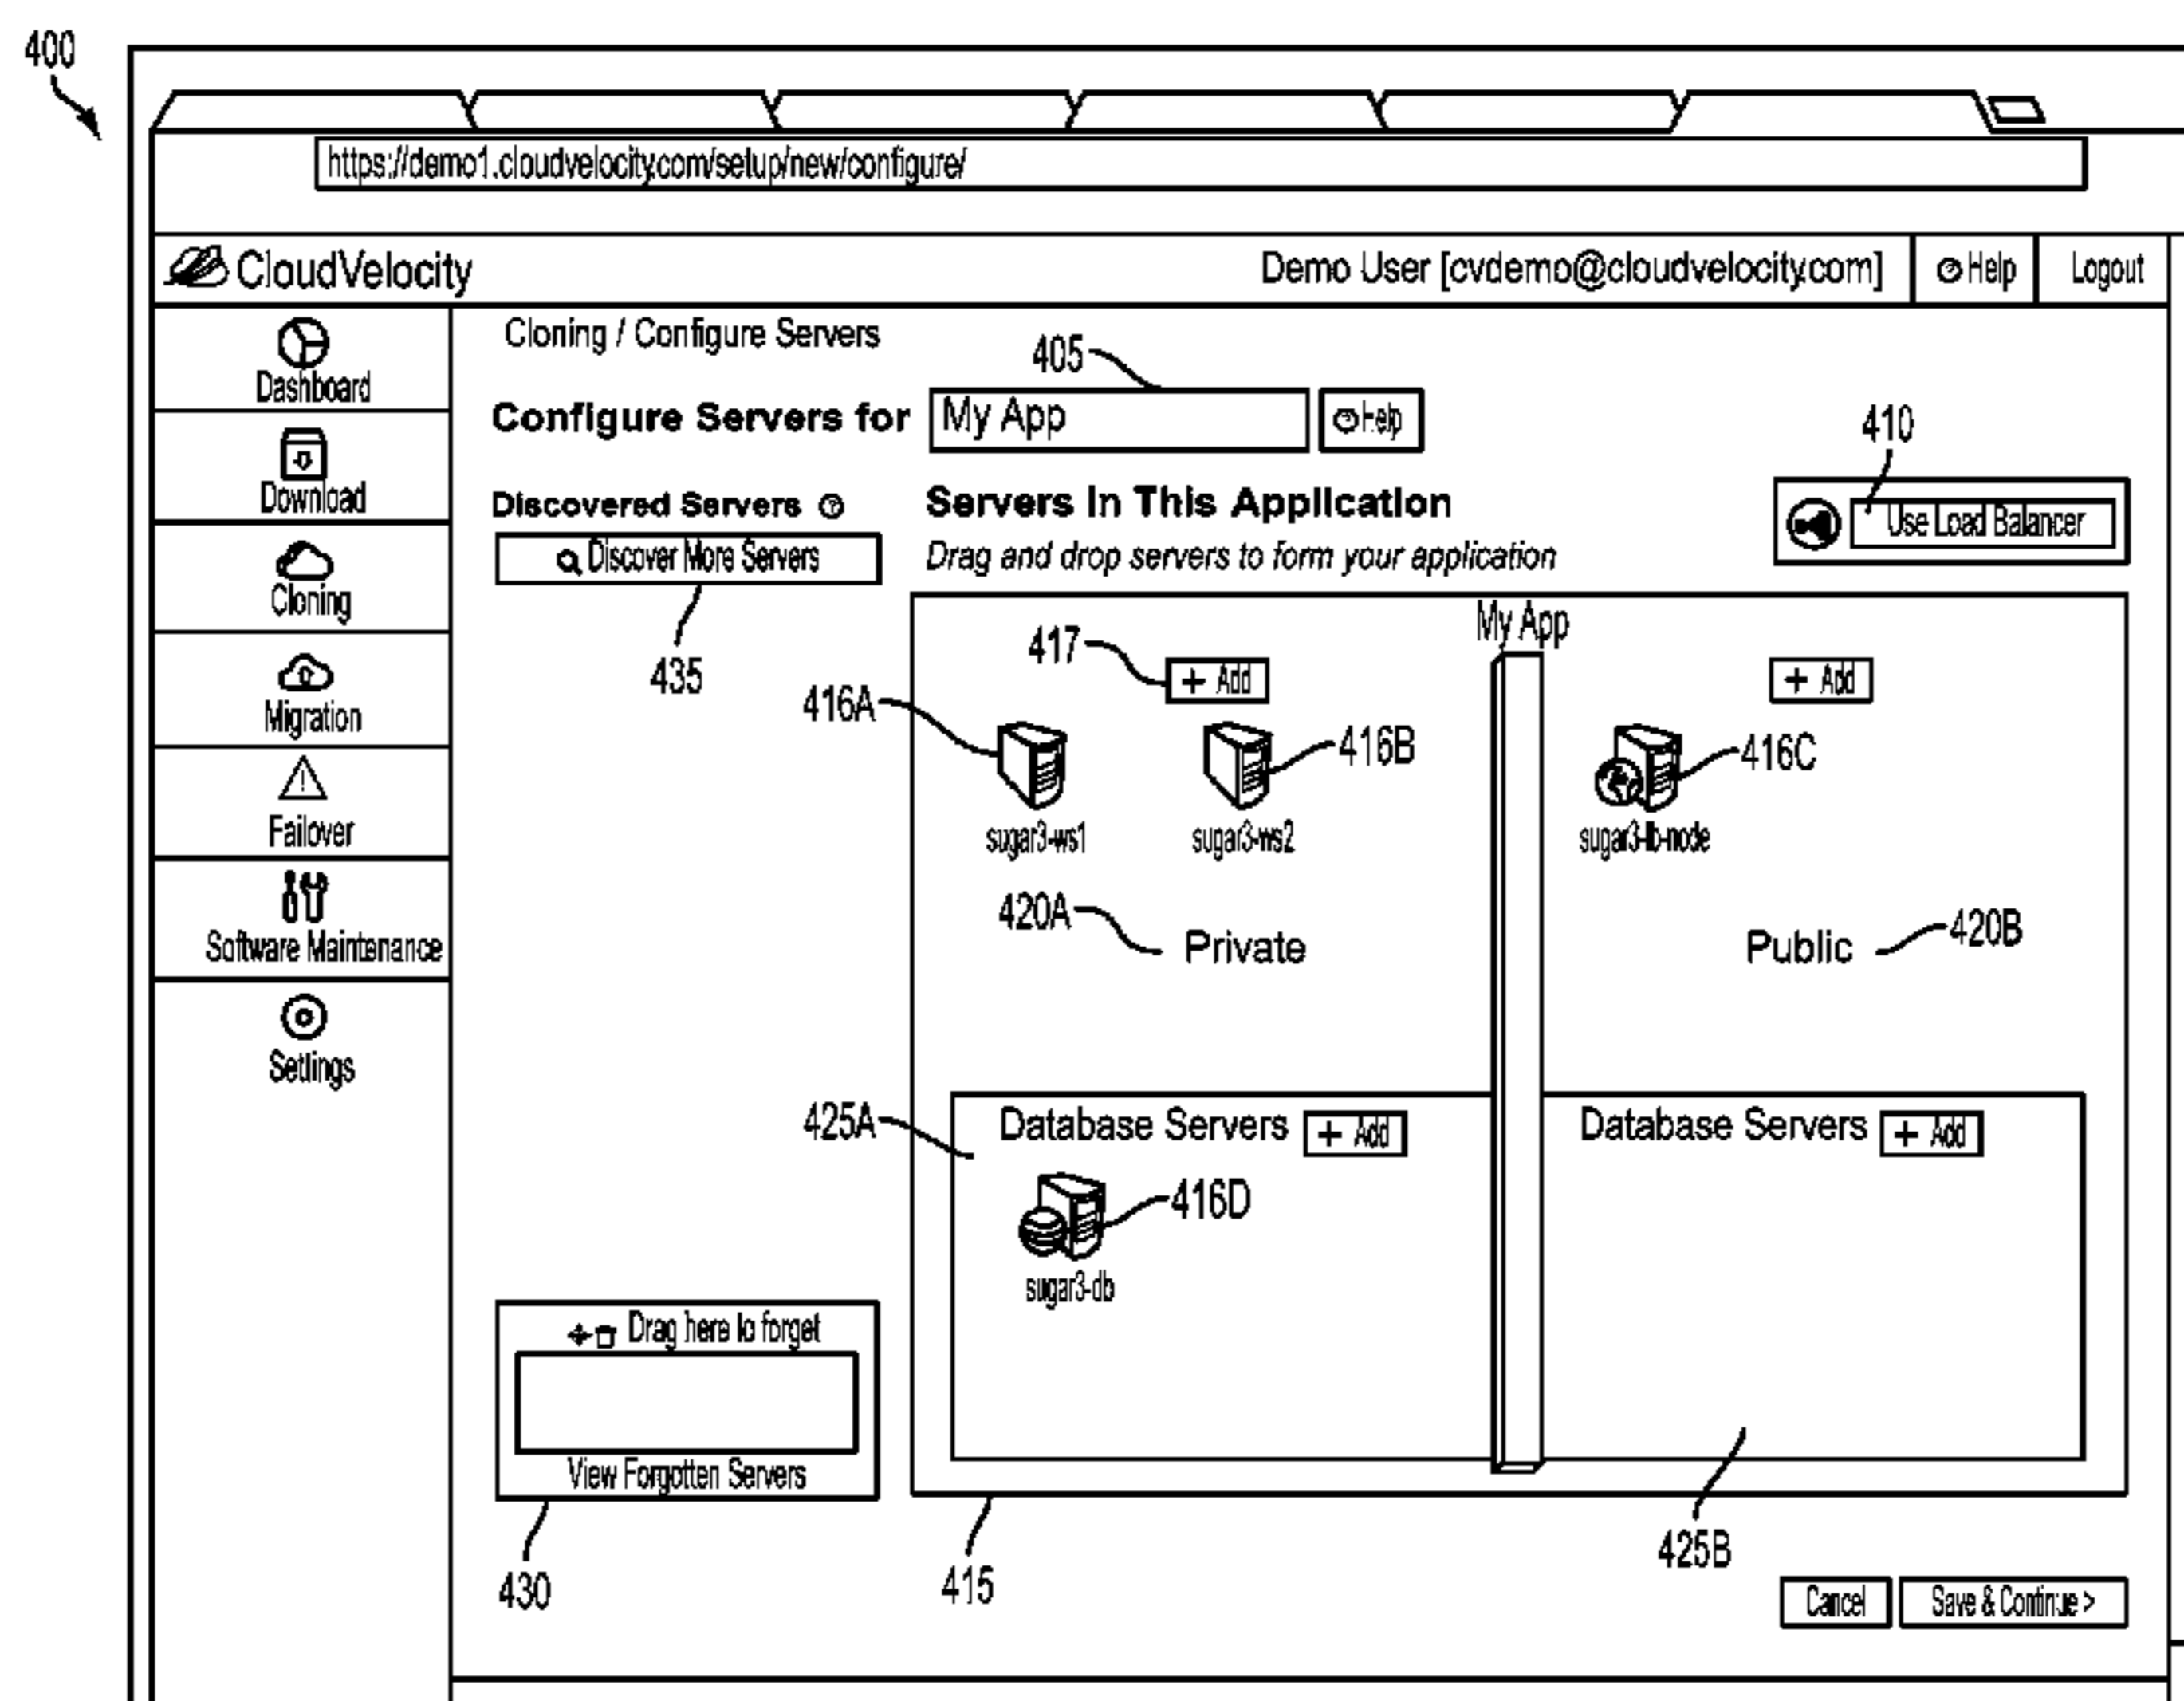 400
https://demo1.cloudvelocity.com/setup/new/configure/
CloudVelocity
Demo User [cvdemo@cloudvelocity.com]
Help
Logout
Dashboard
Download
Cloning
Migration
Failover
Software Maintenance
Settings
Cloning / Configure Servers
405
Configure Servers for
My App
Help
410
Discovered Servers
Discover More Servers
435
Servers In This Application
Drag and drop servers to form your application
Use Load Balancer
My App
417
+ Add
+ Add
416A
416B
416C
sugar3-ws1
sugar3-ws2
sugar3-lb-node
420A
Private
Public
420B
425A
Database Servers
+ Add
Database Servers
+ Add
416D
sugar3-db
Drag here to forget
View Forgotten Servers
430
415
425B
Cancel
Save & Continue >